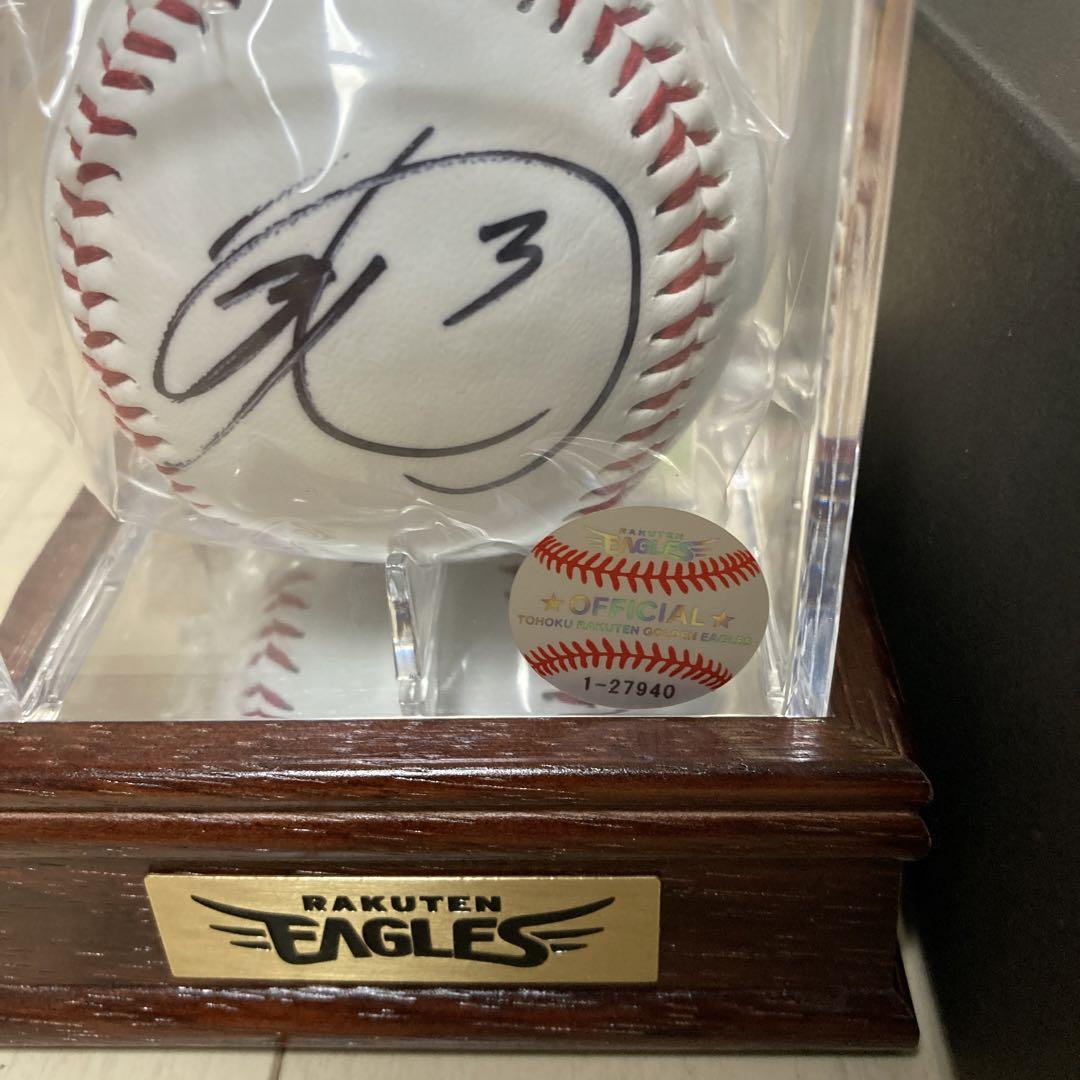 3
RAKUTEN
EAGLES
OFFICIAL
TOHOKU RAKUTEN GOLDEN EAGLES
1-27940
RAKUTEN
EAGLES